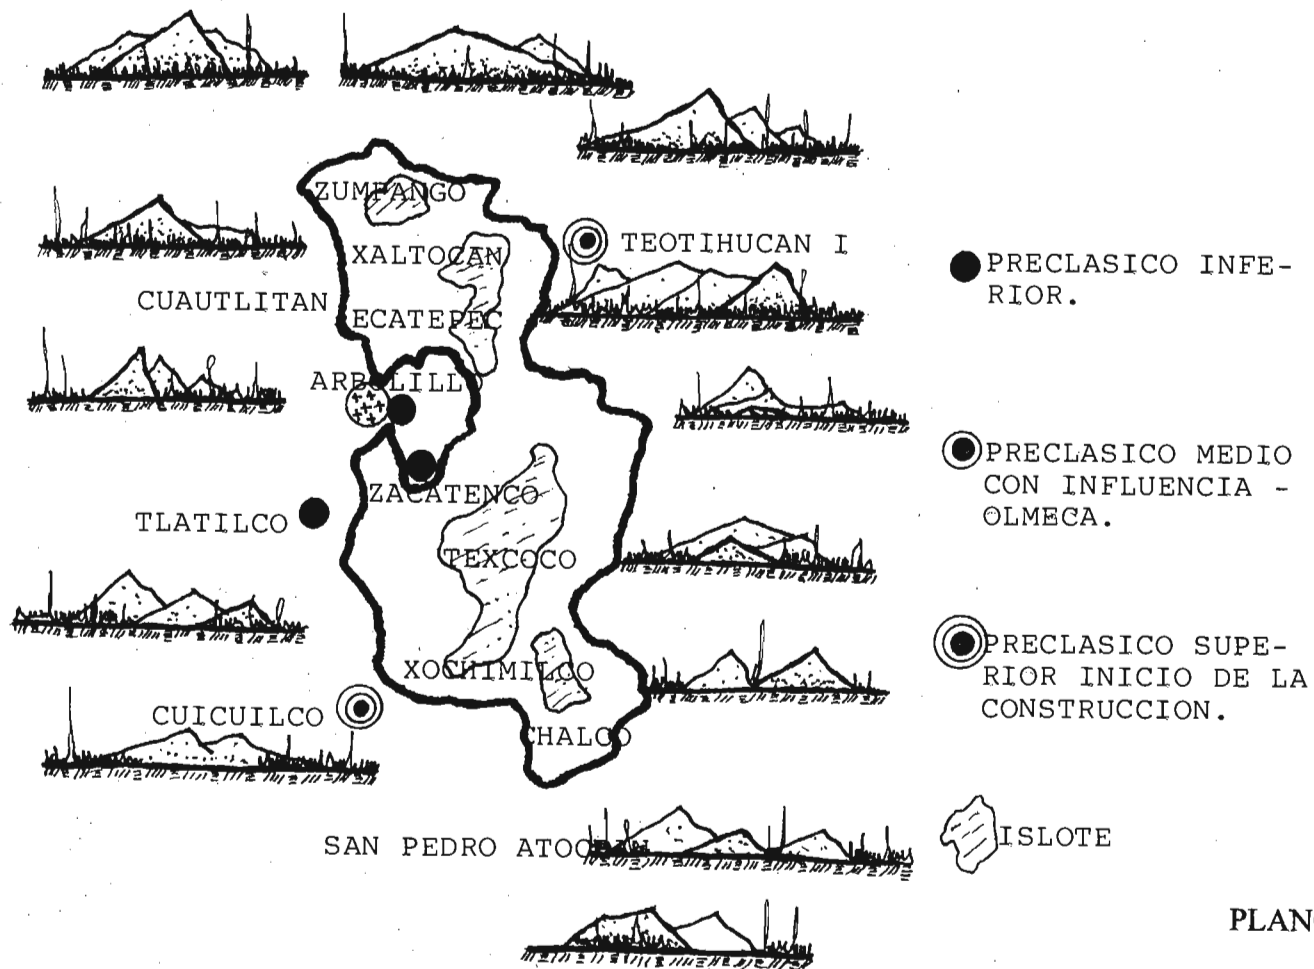 ZUMPANGO
XALTOCAN
TEOTIHUCAN I
CUAUTLITAN
ECATEPEC
ARBOLILLO
ZACATENCO
TLATILCO
TEXCOCO
XOCHIMILCO
CUICUILCO
CHALCO
SAN PEDRO ATOCPAN
PRECLASICO INFE-
RIOR.
PRECLASICO MEDIO
CON INFLUENCIA -
OLMECA.
PRECLASICO SUPE-
RIOR INICIO DE LA
CONSTRUCCION.
ISLOTE
PLAN